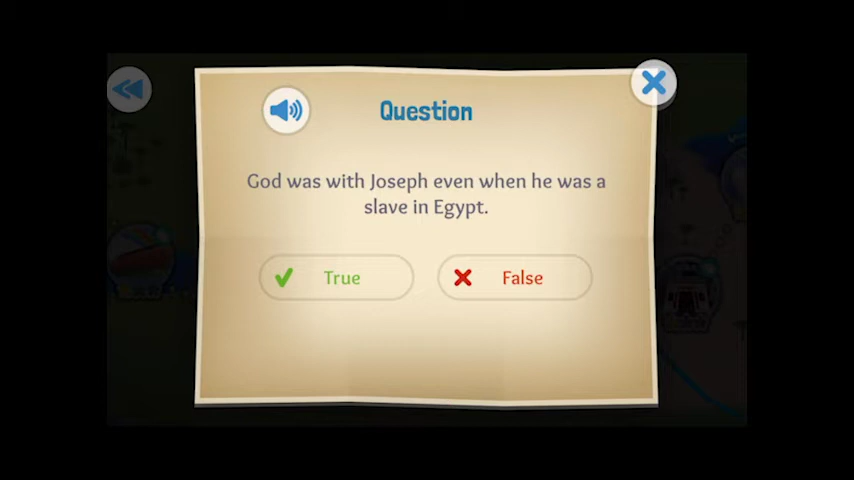 Question
God was with Joseph even when he was a
slave in Egypt.
True
False